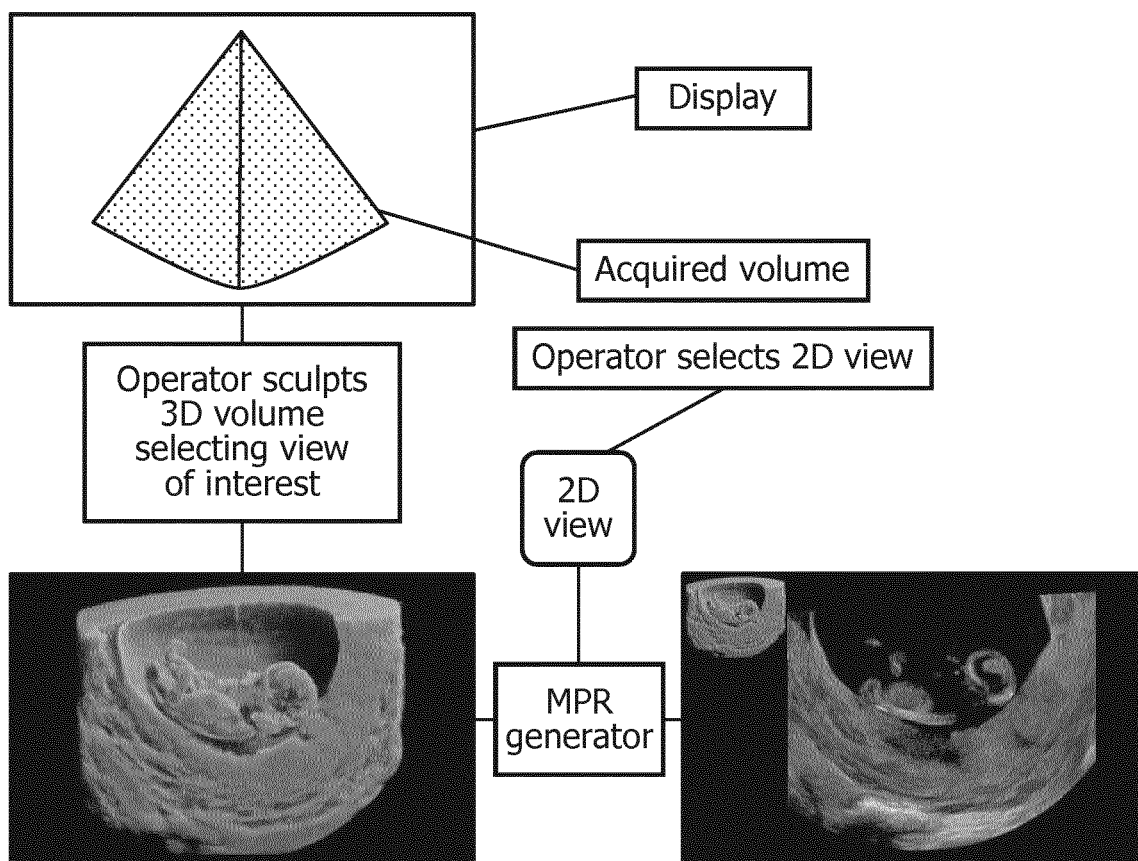 Display
Acquired volume
Operator selects 2D view
Operator sculpts
3D volume
selecting view
of interest
2D
view
MPR
generator